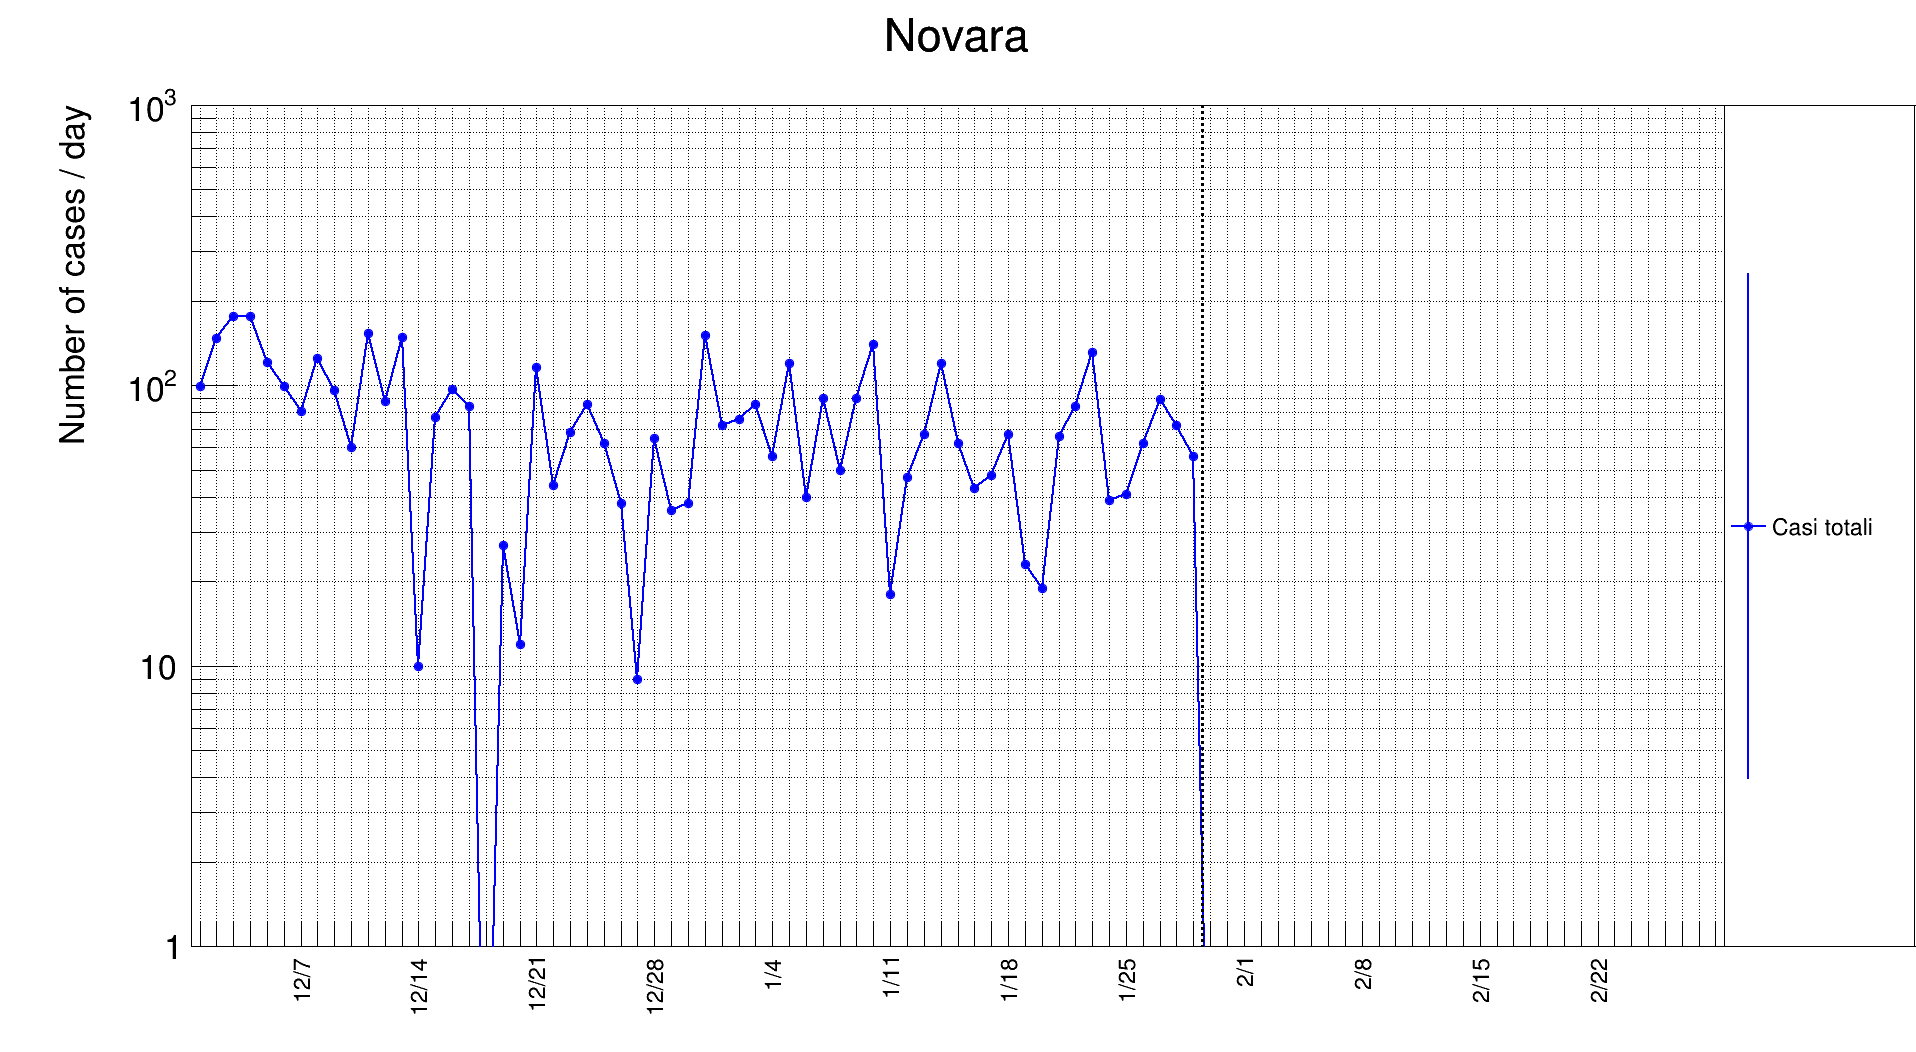 Novara
Number of cases / day
10³
10²
10
1
12/7 12/14 12/21 12/28 1/4 1/11 1/18 1/25 2/1 2/8 2/15 2/22
Casi totali